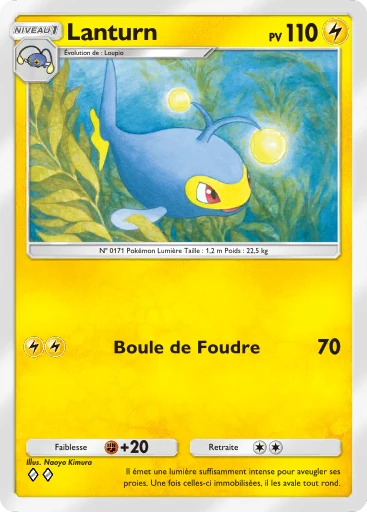 NIVEAU 1
Lanturn
PV 110
Évolution de : Loupio
N° 0171 Pokémon Lumière Taille : 1,2 m Poids : 22,5 kg
Boule de Foudre 70
Faiblesse +20 Retraite
Illus. Naoyo Kimura
Il émet une lumière suffisamment intense pour aveugler ses
proies. Une fois celles-ci immobilisées, il les avale tout rond.